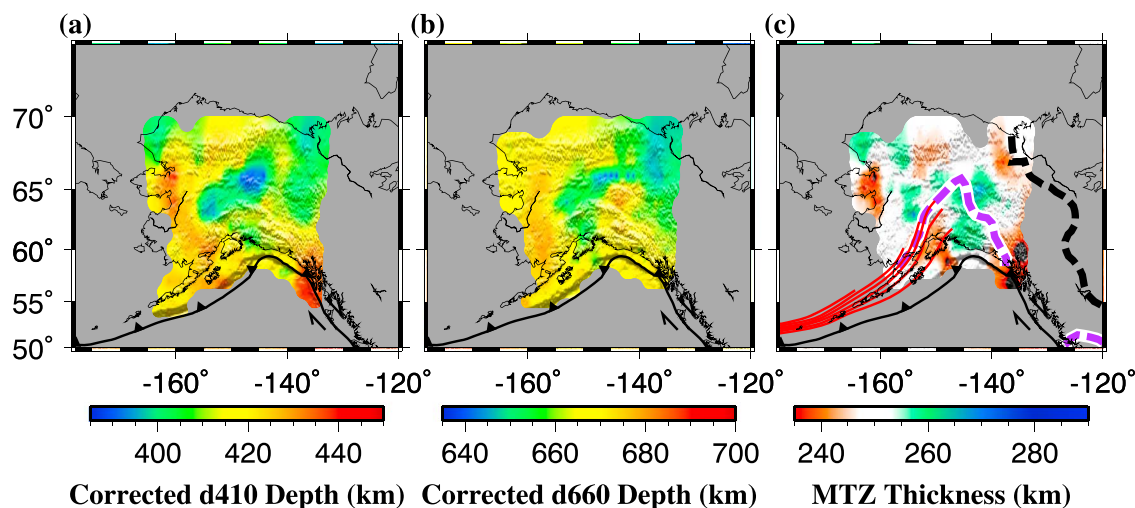 (a) (b) (c)
70° 65° 60° 55° 50°
-160° -140° -120° -160° -140° -120° -160° -140° -120°
400 420 440 640 660 680 700 240 260 280
Corrected d410 Depth (km) Corrected d660 Depth (km) MTZ Thickness (km)